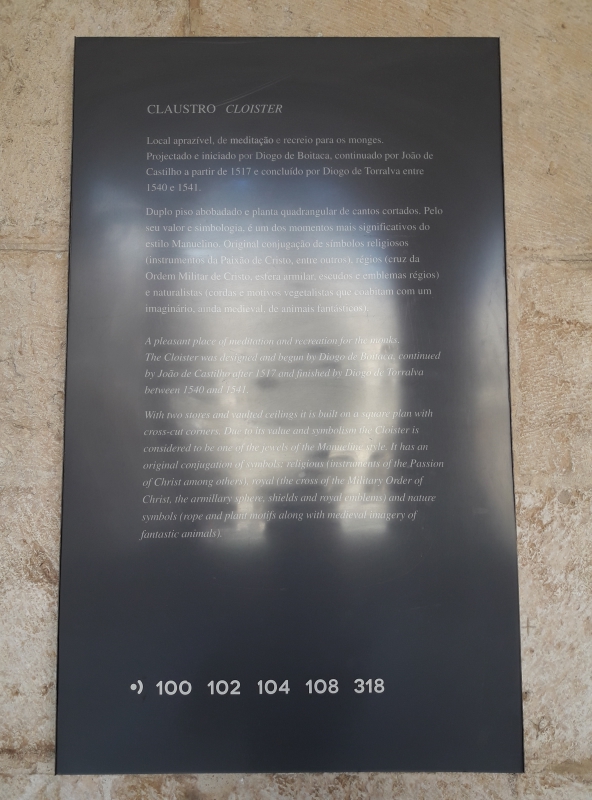 CLAUSTRO CLOISTER
Local aprazível, de meditação e recreio para os monges.
Projectado e iniciado por Diogo de Boitaca, continuado por João de
Castilho a partir de 1517 e concluído por Diogo de Torralva entre
1540 e 1541.
Duplo piso abobadado e planta quadrangular de cantos cortados. Pelo
seu valor e simbologia, é um dos momentos mais significativos do
estilo Manuelino. Original conjugação de símbolos religiosos
(instrumentos da Paixão de Cristo, entre outros), régios (cruz da
Ordem Militar de Cristo, esfera armilar, escudos e emblemas régios)
e naturalistas (cordas e motivos vegetalistas que coabitam com um
imaginário, ainda medieval, de animais fantásticos).
A pleasant place of meditation and recreation for the monks.
The Cloister was designed and begun by Diogo de Boitaca, continued
by João de Castilho after 1517 and finished by Diogo de Torralva
between 1540 and 1541.
With two stores and vaulted ceilings it is built on a square plan with
cross-cut corners. Due to its value and symbolism the Cloister is
considered to be one of the jewels of the Manueline style. It has an
original conjugation of symbols: religious (instruments of the Passion
of Christ among others), royal (the cross of the Military Order of
Christ, the armillary sphere, shields and royal emblems) and nature
symbols (rope and plant motifs along with medieval imagery of
fantastic animals).
100 102 104 108 318